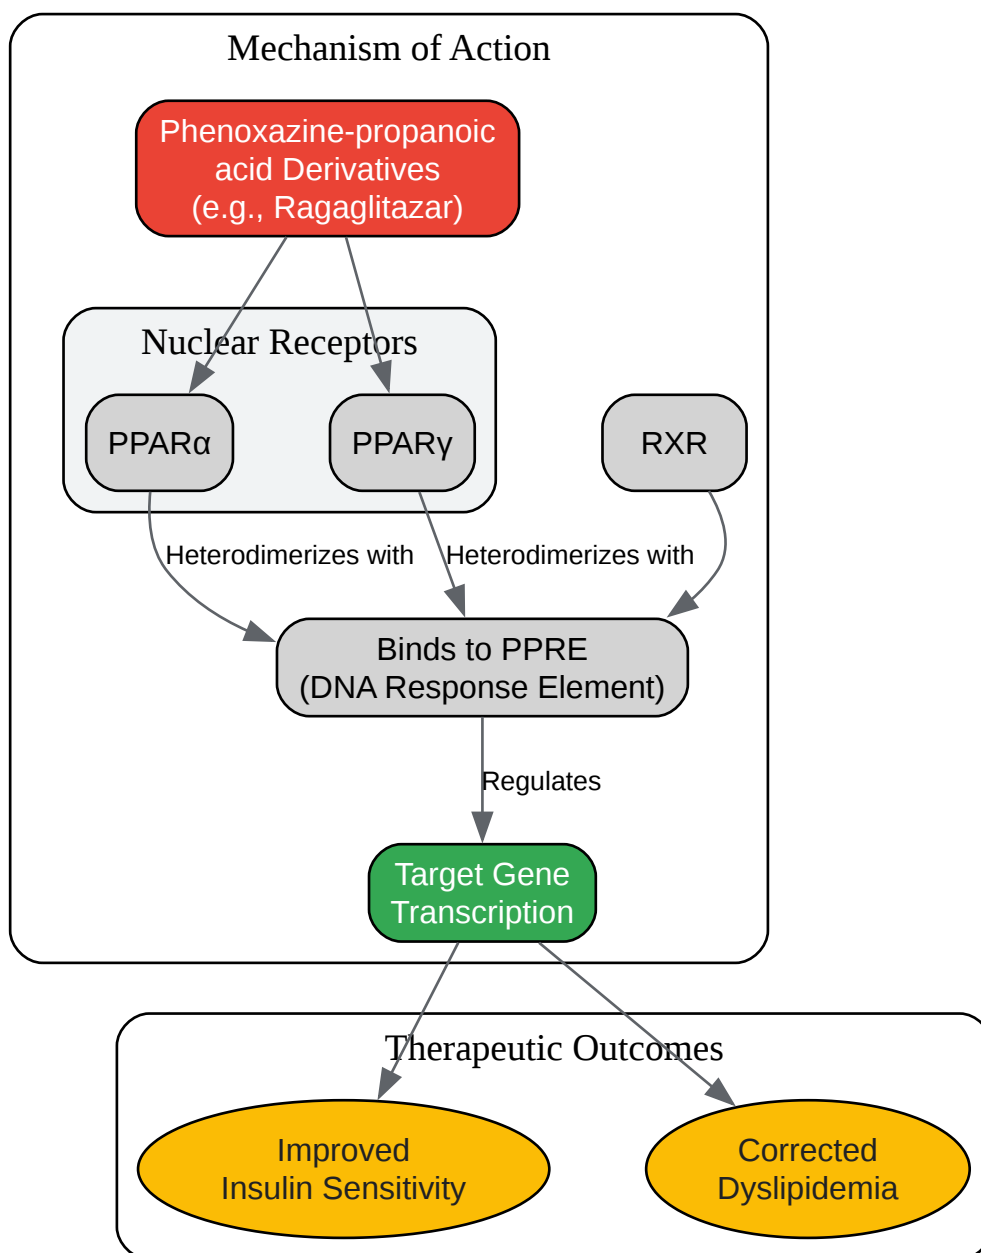 Mechanism of Action
Phenoxazine-propanoic
acid Derivatives
(e.g., Ragaglitazar)
Nuclear Receptors
PPARα
PPARγ
RXR
Heterodimerizes with
Heterodimerizes with
Binds to PPRE
(DNA Response Element)
Regulates
Target Gene
Transcription
Therapeutic Outcomes
Improved
Insulin Sensitivity
Corrected
Dyslipidemia